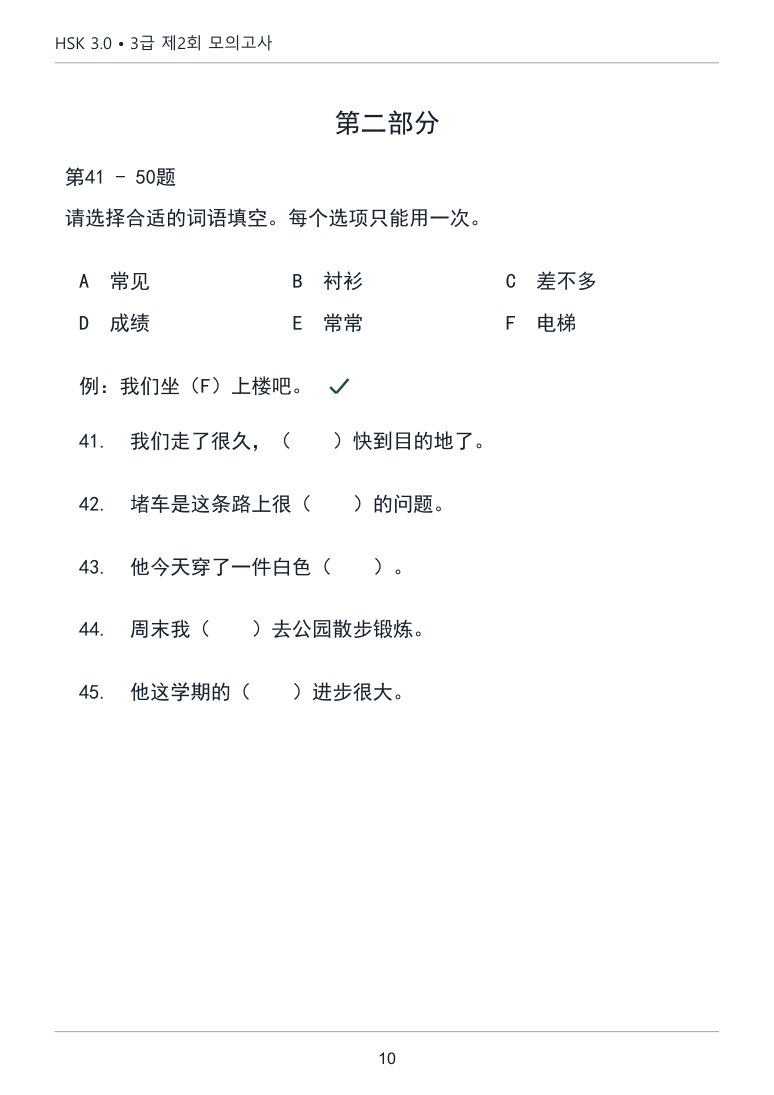 HSK 3.0 • 3급 제2회 모의고사
第二部分
第41 - 50题
请选择合适的词语填空。每个选项只能用一次。
A 常见 B 衬衫 C 差不多
D 成绩 E 常常 F 电梯
例：我们坐（F）上楼吧。 ✓
41. 我们走了很久，（　　）快到目的地了。
42. 堵车是这条路上很（　　）的问题。
43. 他今天穿了一件白色（　　）。
44. 周末我（　　）去公园散步锻炼。
45. 他这学期的（　　）进步很大。
10